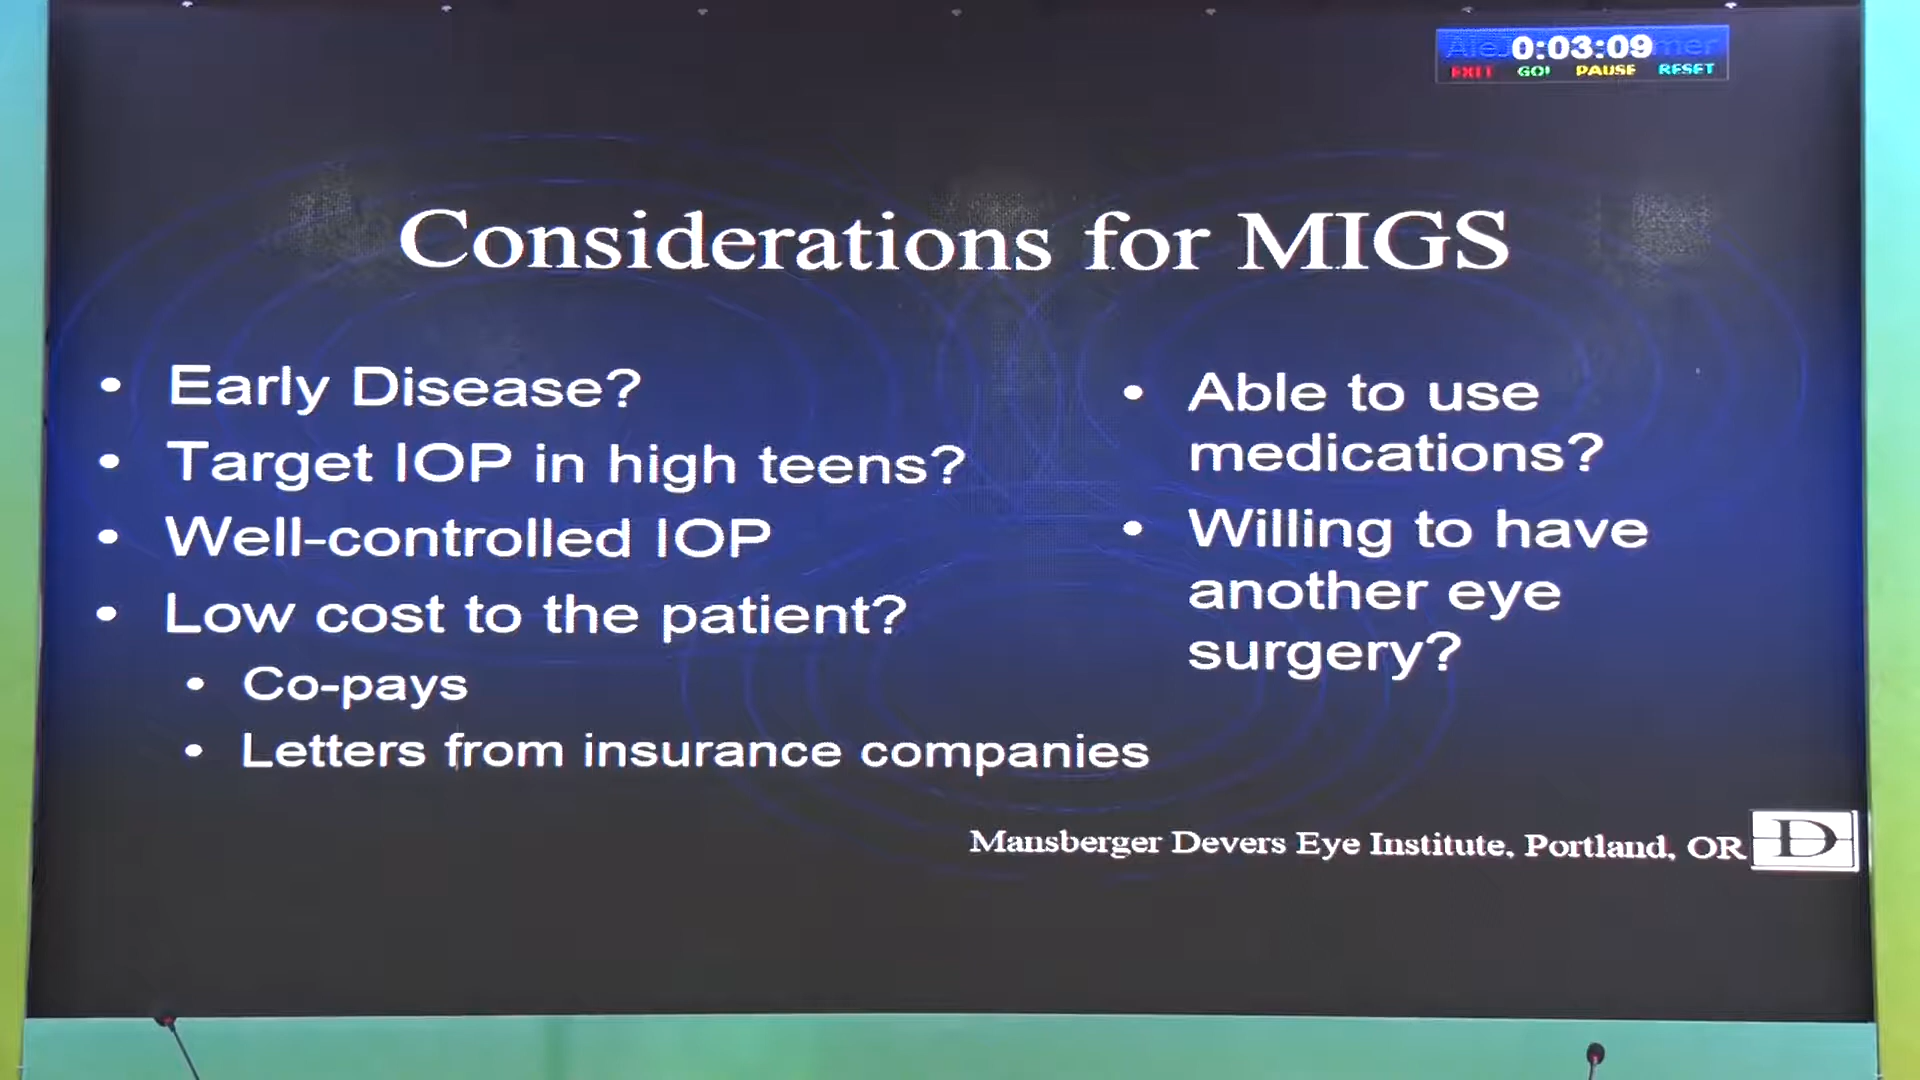 0:03:09
EXIT GO! PAUSE RESET
Considerations for MIGS
• Early Disease?
• Target IOP in high teens?
• Well-controlled IOP
• Low cost to the patient?
• Co-pays
• Letters from insurance companies
• Able to use
medications?
• Willing to have
another eye
surgery?
Mansberger Devers Eye Institute, Portland, OR
D